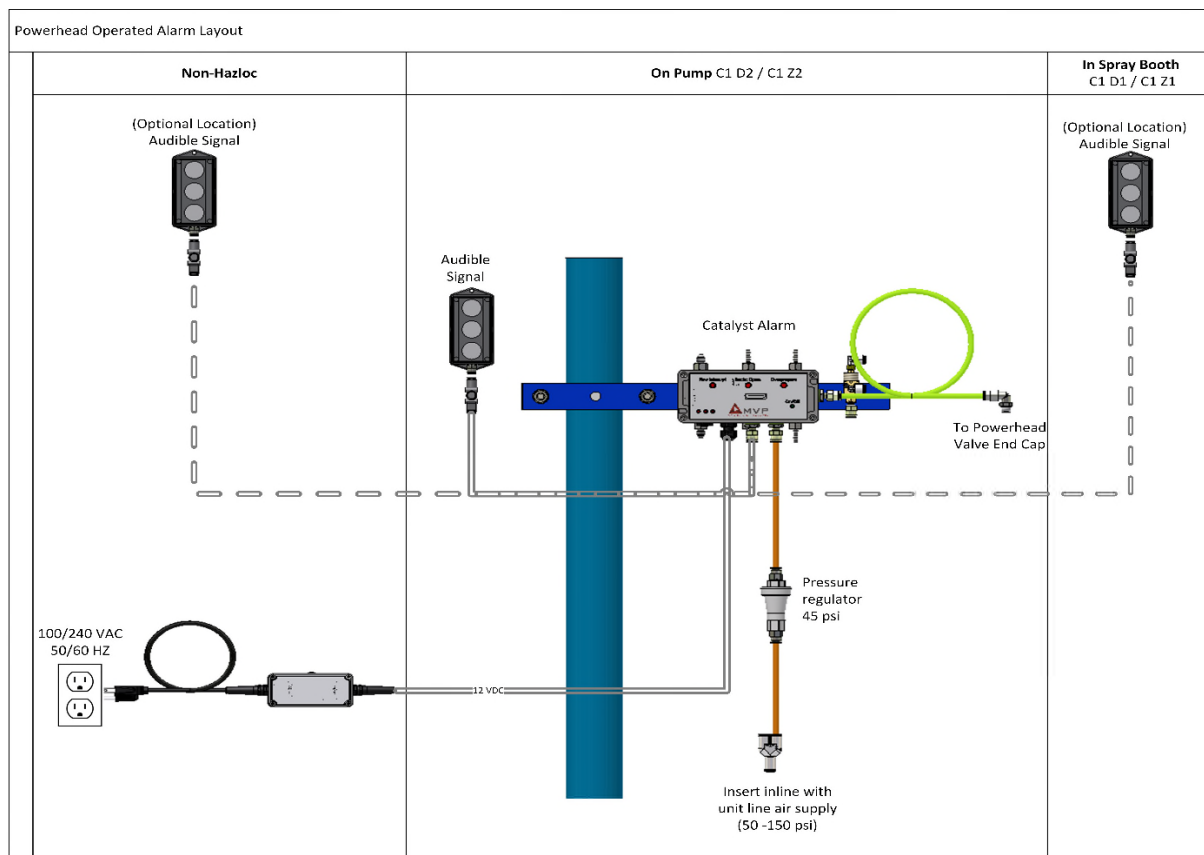 Powerhead Operated Alarm Layout
Non-Hazloc
On Pump C1 D2 / C1 Z2
In Spray Booth
C1 D1 / C1 Z1
(Optional Location)
Audible Signal
(Optional Location)
Audible Signal
Audible
Signal
Catalyst Alarm
MVP
To Powerhead
Valve End Cap
Pressure
regulator
45 psi
100/240 VAC
50/60 HZ
12 VDC
Insert inline with
unit line air supply
(50 -150 psi)